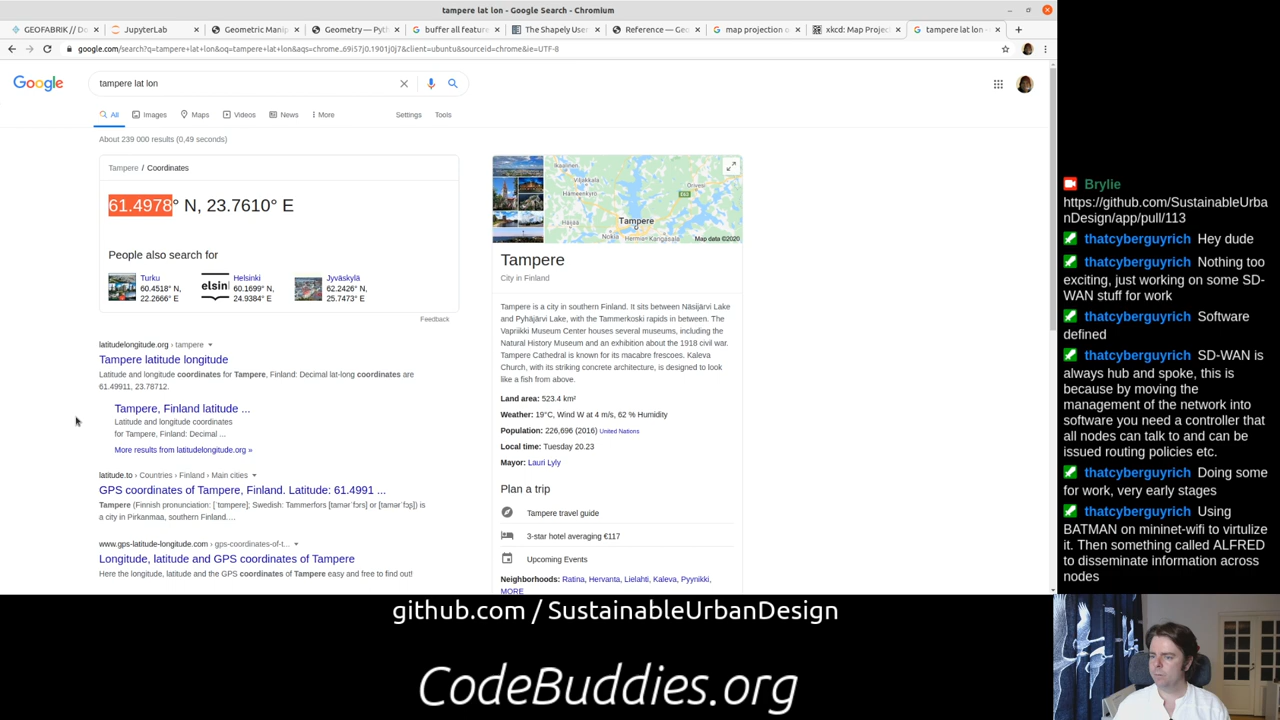 tampere lat lon - Google Search - Chromium
GEOFABRIK // Do
JupyterLab
Geometric Manip
Geometry — Pyth
buffer all feature
The Shapely User
Reference — Geo
map projection o
xkcd: Map Projec
tampere lat lon -
google.com/search?q=tampere+lat+lon&oq=tampere+lat+lon&aqs=chrome..69i57j0.1901j0j7&client=ubuntu&sourceid=chrome&ie=UTF-8
Google
tampere lat lon
All
Images
Maps
Videos
News
More
Settings
Tools
About 239 000 results (0,49 seconds)
Tampere / Coordinates
61.4978° N, 23.7610° E
People also search for
Turku
60.4518° N,
22.2666° E
elsin
Helsinki
60.1699° N,
24.9384° E
Jyväskylä
62.2426° N,
25.7473° E
Feedback
latitudelongitude.org › tampere
Tampere latitude longitude
Latitude and longitude coordinates for Tampere, Finland: Decimal lat-long coordinates are
61.49911, 23.78712.
Tampere, Finland latitude ...
Latitude and longitude coordinates
for Tampere, Finland: Decimal ...
More results from latitudelongitude.org »
latitude.to › Countries › Finland › Main cities
GPS coordinates of Tampere, Finland. Latitude: 61.4991 ...
Tampere (Finnish pronunciation: [ˈtɑmpere]; Swedish: Tammerfors [tamərˈfɔrs] or [tamərˈfɔʂ]) is
a city in Pirkanmaa, southern Finland....
www.gps-latitude-longitude.com › gps-coordinates-of-t...
Longitude, latitude and GPS coordinates of Tampere
Here the longitude, latitude and the GPS coordinates of Tampere easy and free to find out!
Ikaalinen
Viljakkala
Orivesi
Hämeenkyrö
E63
Häijää
Tampere
Nokia
Hermia
Kangasala
Map data ©2020
Tampere
City in Finland
Tampere is a city in southern Finland. It sits between Näsijärvi Lake
and Pyhäjärvi Lake, with the Tammerkoski rapids in between. The
Vapriikki Museum Center houses several museums, including the
Natural History Museum and an exhibition about the 1918 civil war.
Tampere Cathedral is known for its macabre frescoes. Kaleva
Church, with its striking concrete architecture, is designed to look
like a fish from above.
Land area: 523.4 km²
Weather: 19°C, Wind W at 4 m/s, 62 % Humidity
Population: 226,696 (2016) United Nations
Local time: Tuesday 20.23
Mayor: Lauri Lyly
Plan a trip
Tampere travel guide
3-star hotel averaging €117
Upcoming Events
Neighborhoods: Ratina, Hervanta, Lielahti, Kaleva, Pyynikki,
MORE
Brylie
https://github.com/SustainableUrba
nDesign/app/pull/113
thatcyberguyrich Hey dude
thatcyberguyrich Nothing too
exciting, just working on some SD-
WAN stuff for work
thatcyberguyrich Software
defined
thatcyberguyrich SD-WAN is
always hub and spoke, this is
because by moving the
management of the network into
software you need a controller that
all nodes can talk to and can be
issued routing policies etc.
thatcyberguyrich Doing some
for work, very early stages
thatcyberguyrich Using
BATMAN on mininet-wifi to virtulize
it. Then something called ALFRED
to disseminate information across
nodes
github.com / SustainableUrbanDesign
CodeBuddies.org